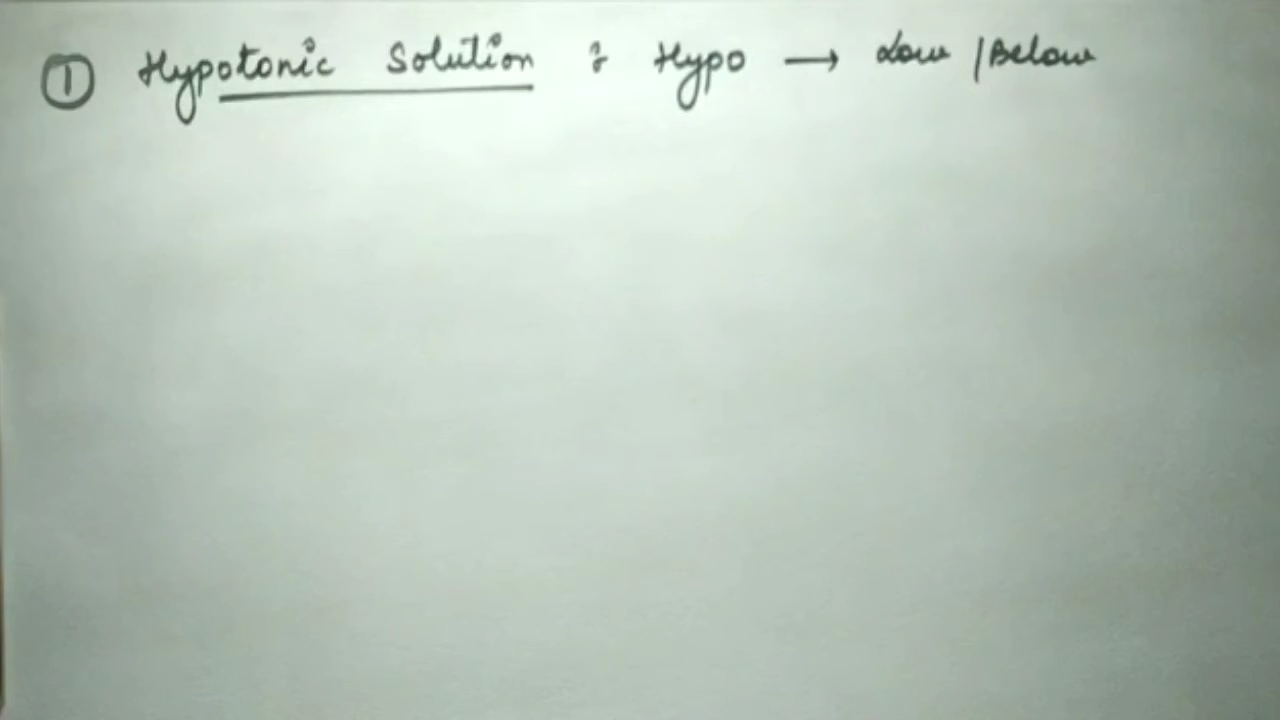 ① Hypotonic Solution : Hypo → Low / Below